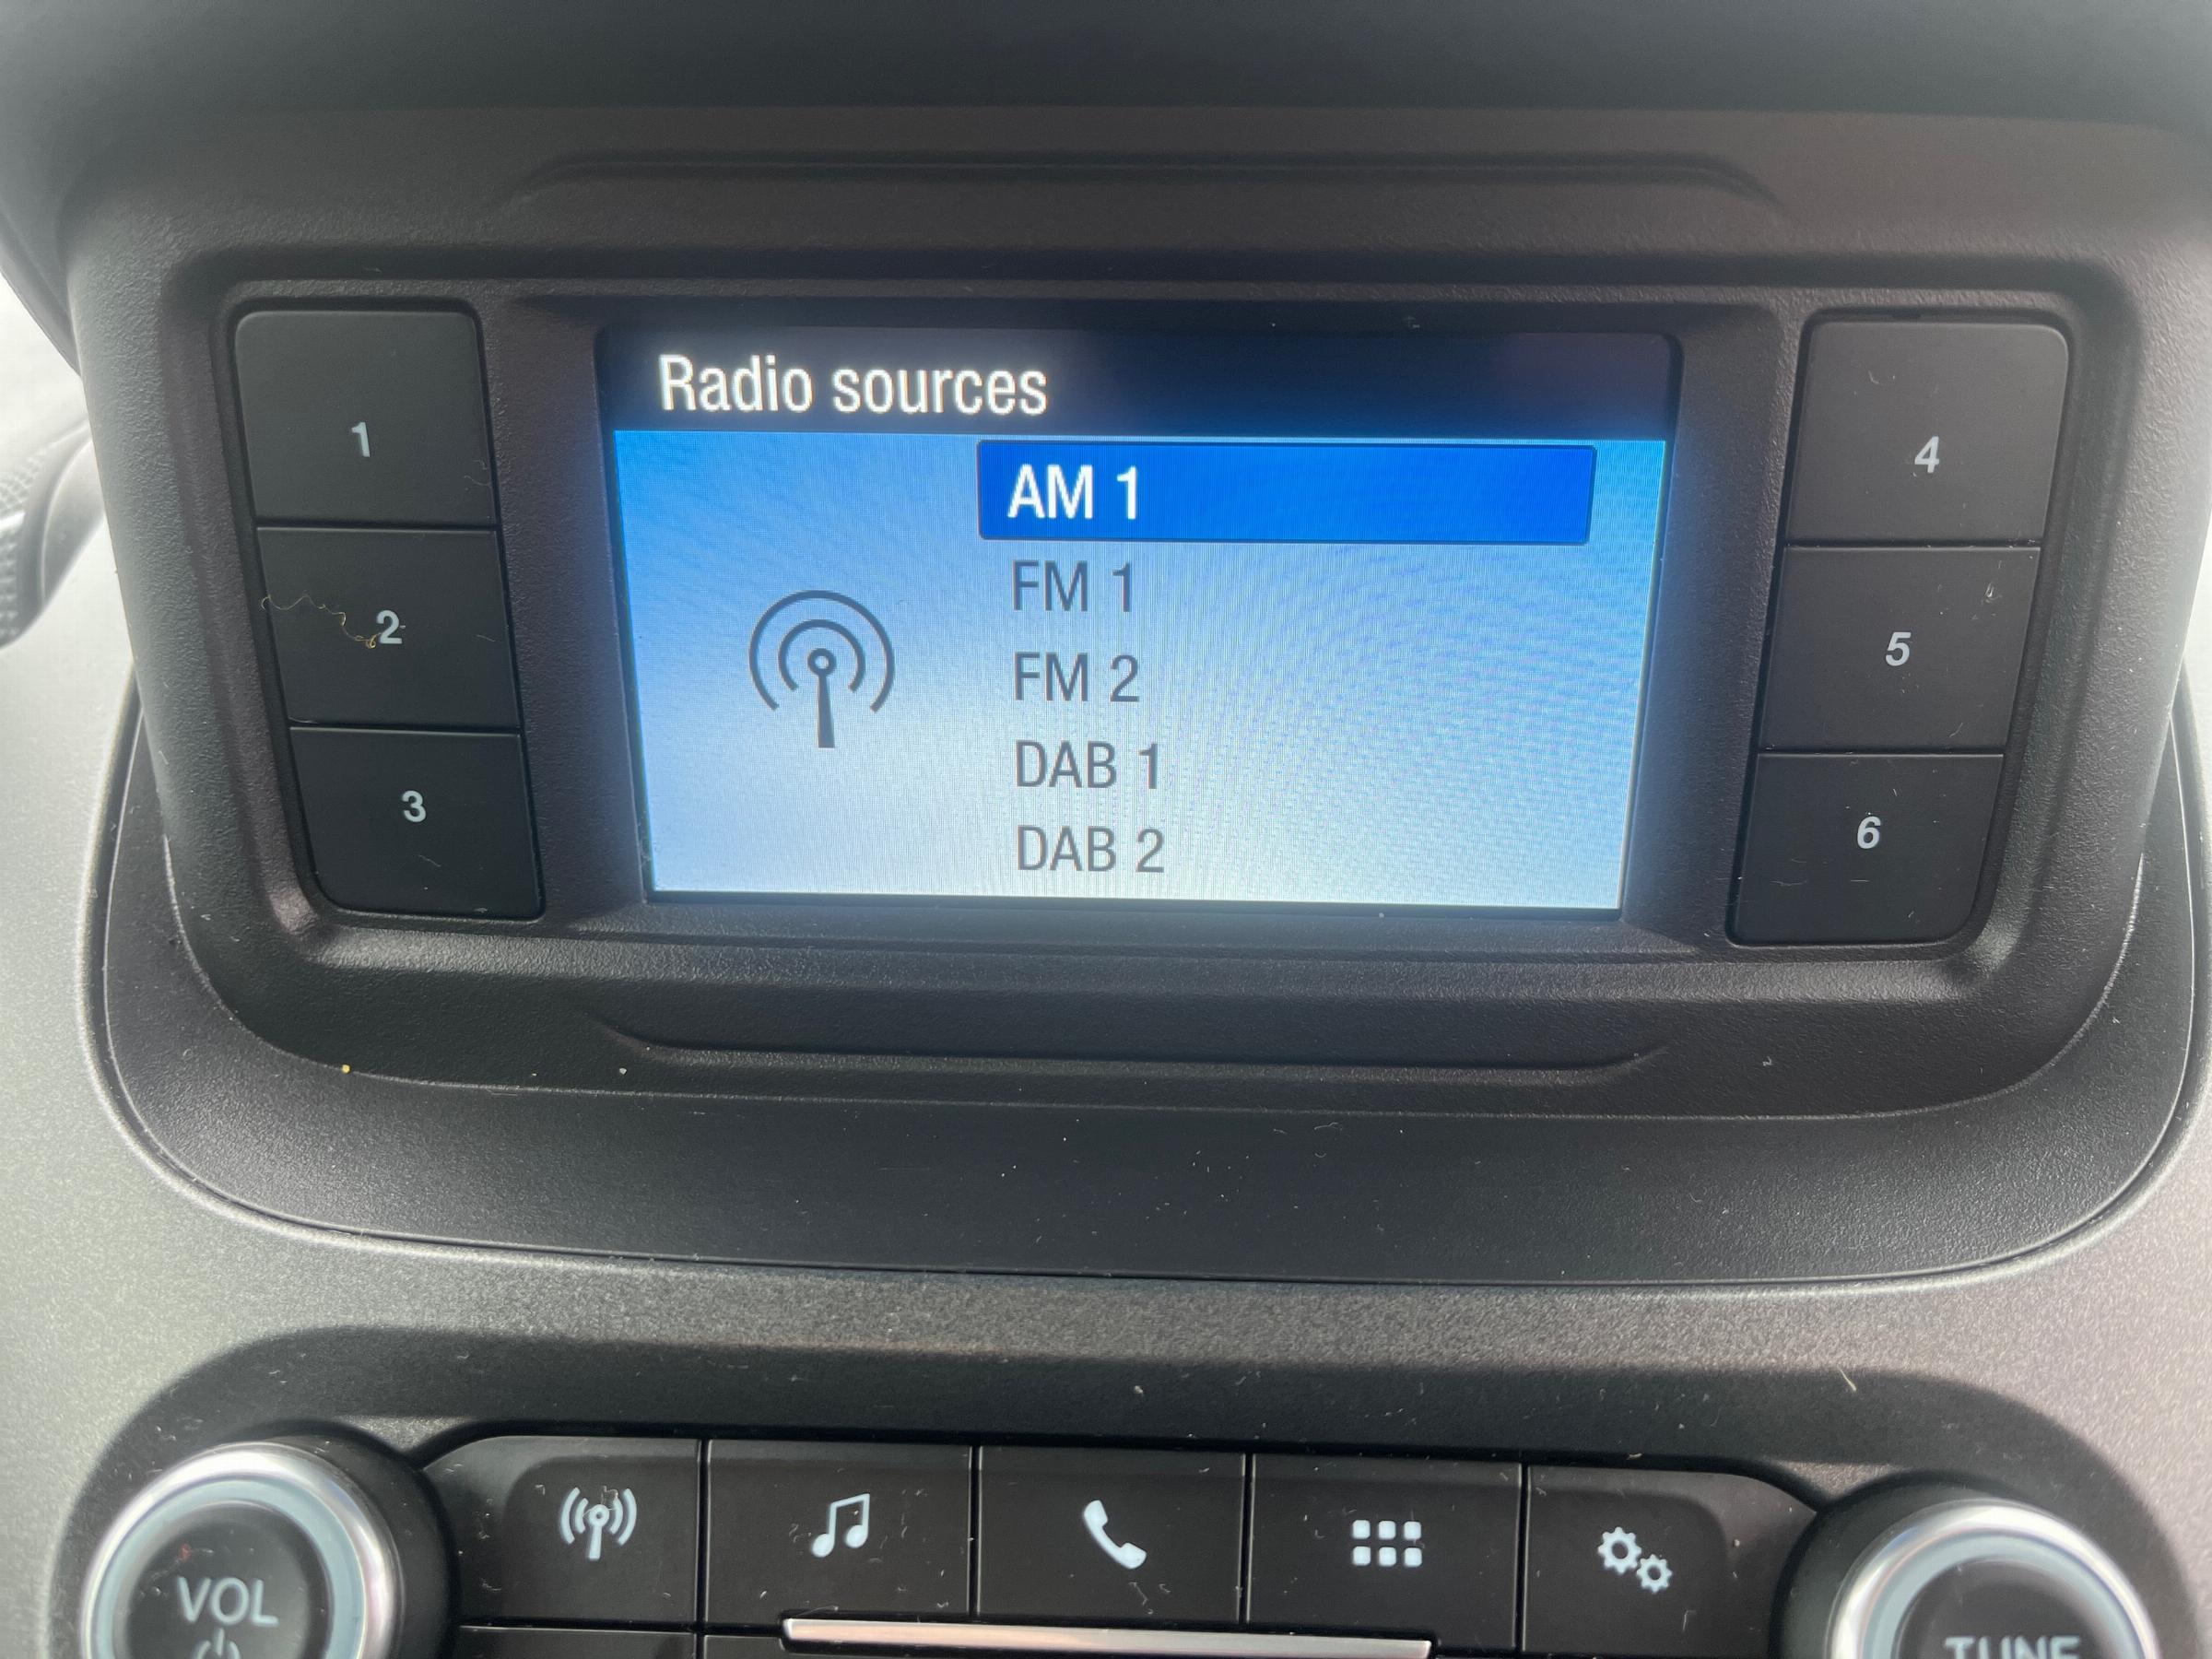 Radio sources
AM 1
FM 1
FM 2
DAB 1
DAB 2
1
2
3
4
5
6
VOL
TUNE